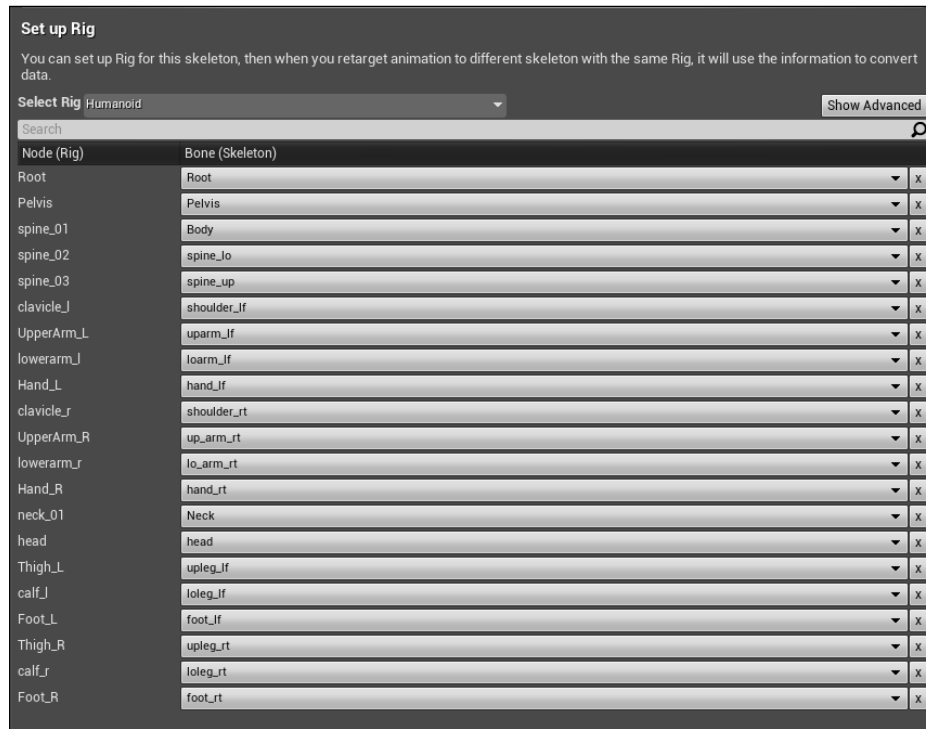 Set up Rig
You can set up Rig for this skeleton, then when you retarget animation to different skeleton with the same Rig, it will use the information to convert
data.
Select Rig Humanoid Show Advanced
Search
Node (Rig) Bone (Skeleton)
Root Root x
Pelvis Pelvis x
spine_01 Body x
spine_02 spine_lo x
spine_03 spine_up x
clavicle_l shoulder_lf x
UpperArm_L uparm_lf x
lowerarm_l loarm_lf x
Hand_L hand_lf x
clavicle_r shoulder_rt x
UpperArm_R up_arm_rt x
lowerarm_r lo_arm_rt x
Hand_R hand_rt x
neck_01 Neck x
head head x
Thigh_L upleg_lf x
calf_l loleg_lf x
Foot_L foot_lf x
Thigh_R upleg_rt x
calf_r loleg_rt x
Foot_R foot_rt x